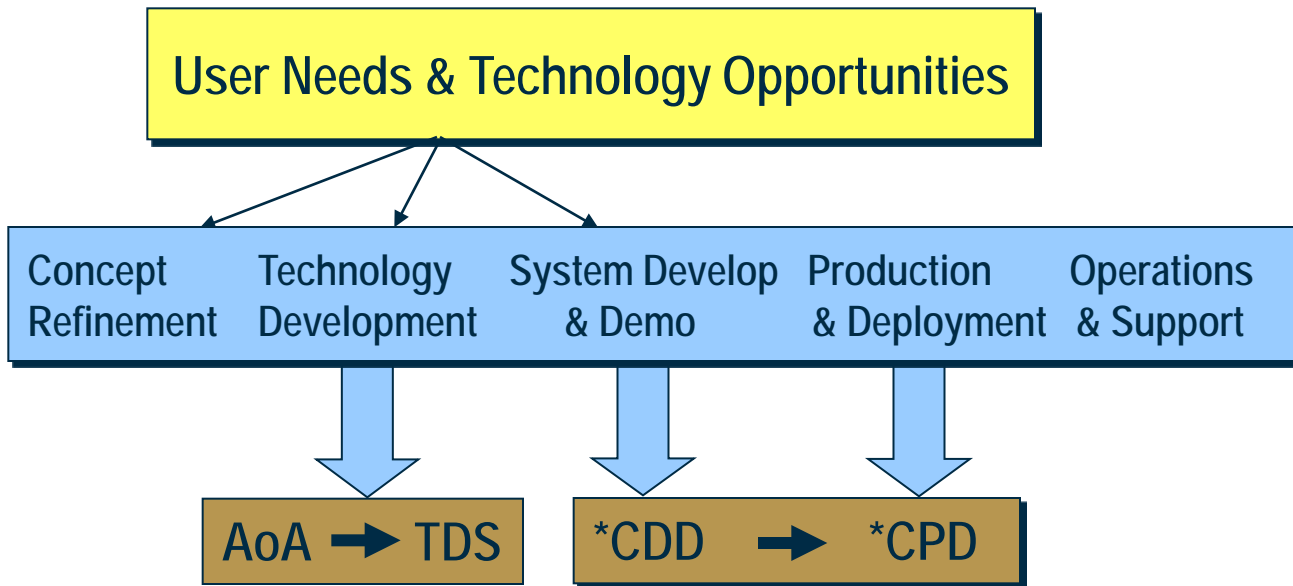 User Needs & Technology Opportunities
Concept Technology System Develop Production Operations
Refinement Development & Demo & Deployment & Support
AoA TDS *CDD *CPD